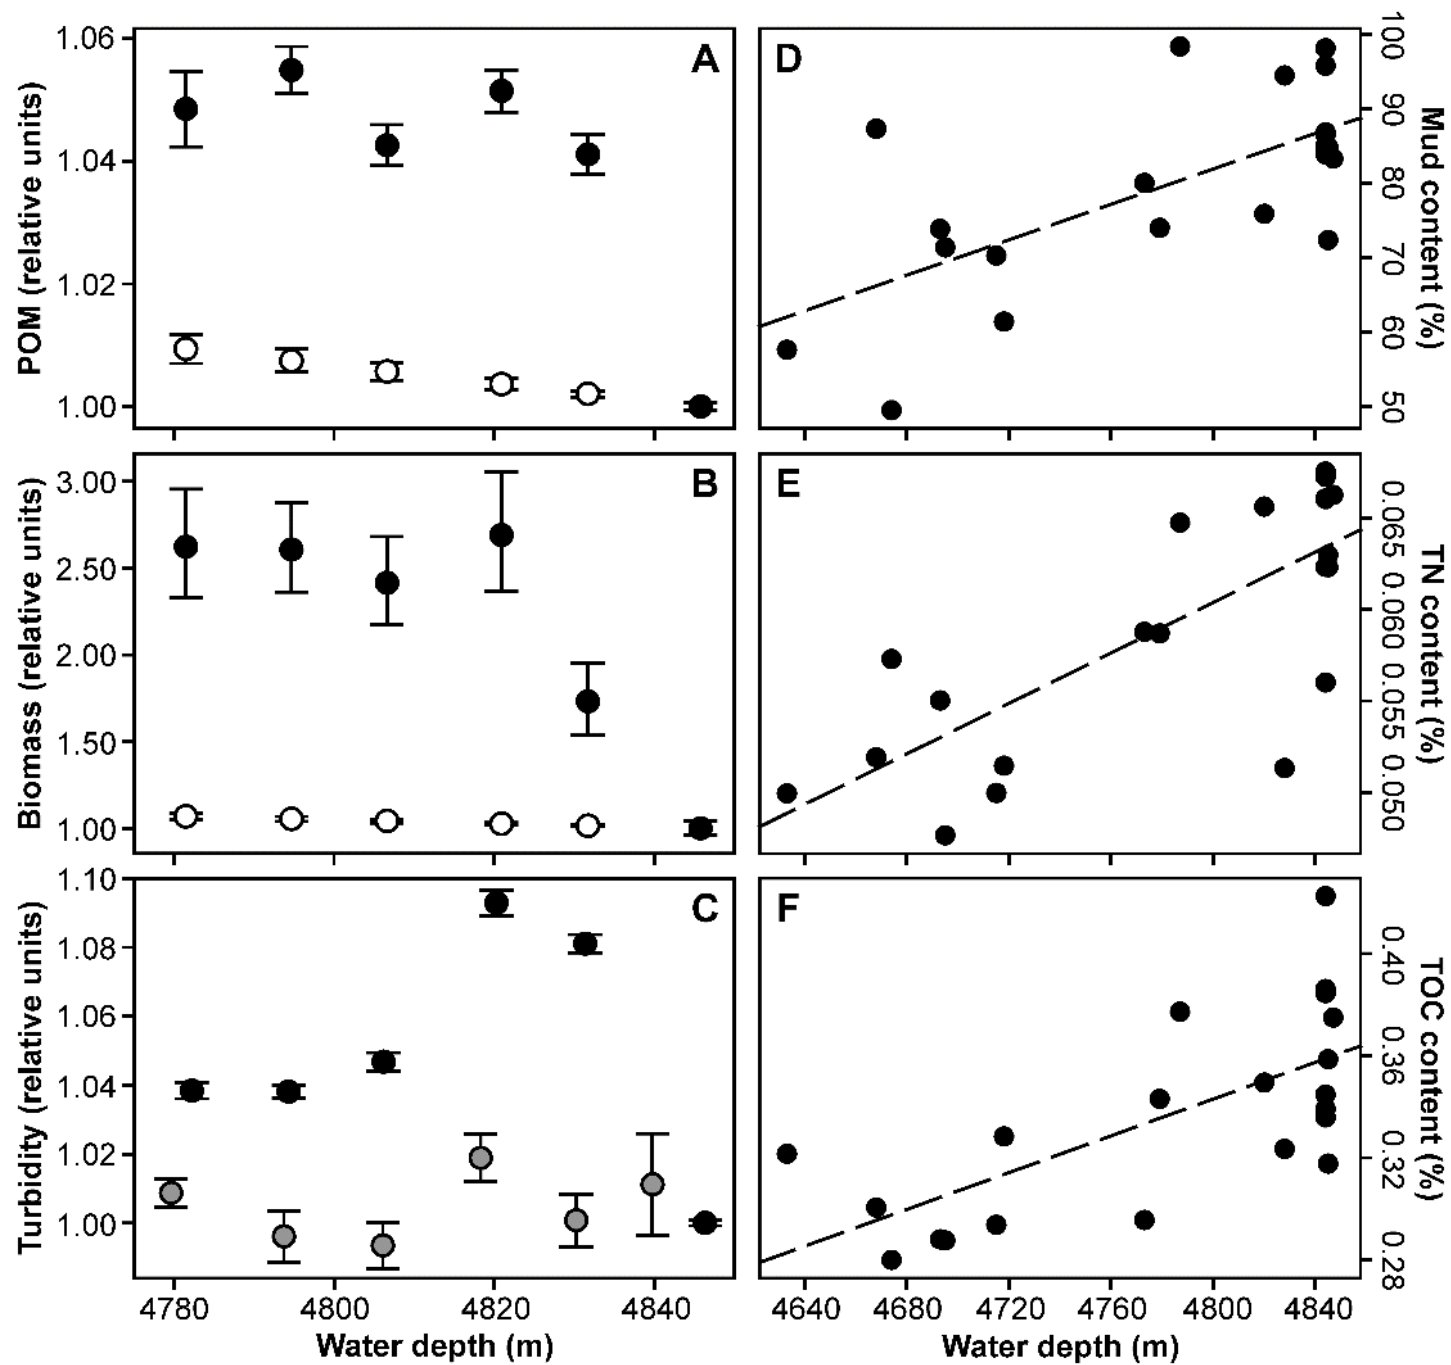 A
POM (relative units)
1.06
1.04
1.02
1.00
D
Mud content (%)
100
90
80
70
60
50
B
Biomass (relative units)
3.00
2.50
2.00
1.50
1.00
E
TN content (%)
0.065
0.060
0.055
0.050
C
Turbidity (relative units)
1.10
1.08
1.06
1.04
1.02
1.00
F
TOC content (%)
0.40
0.36
0.32
0.28
4780 4800 4820 4840
Water depth (m)
4640 4680 4720 4760 4800 4840
Water depth (m)